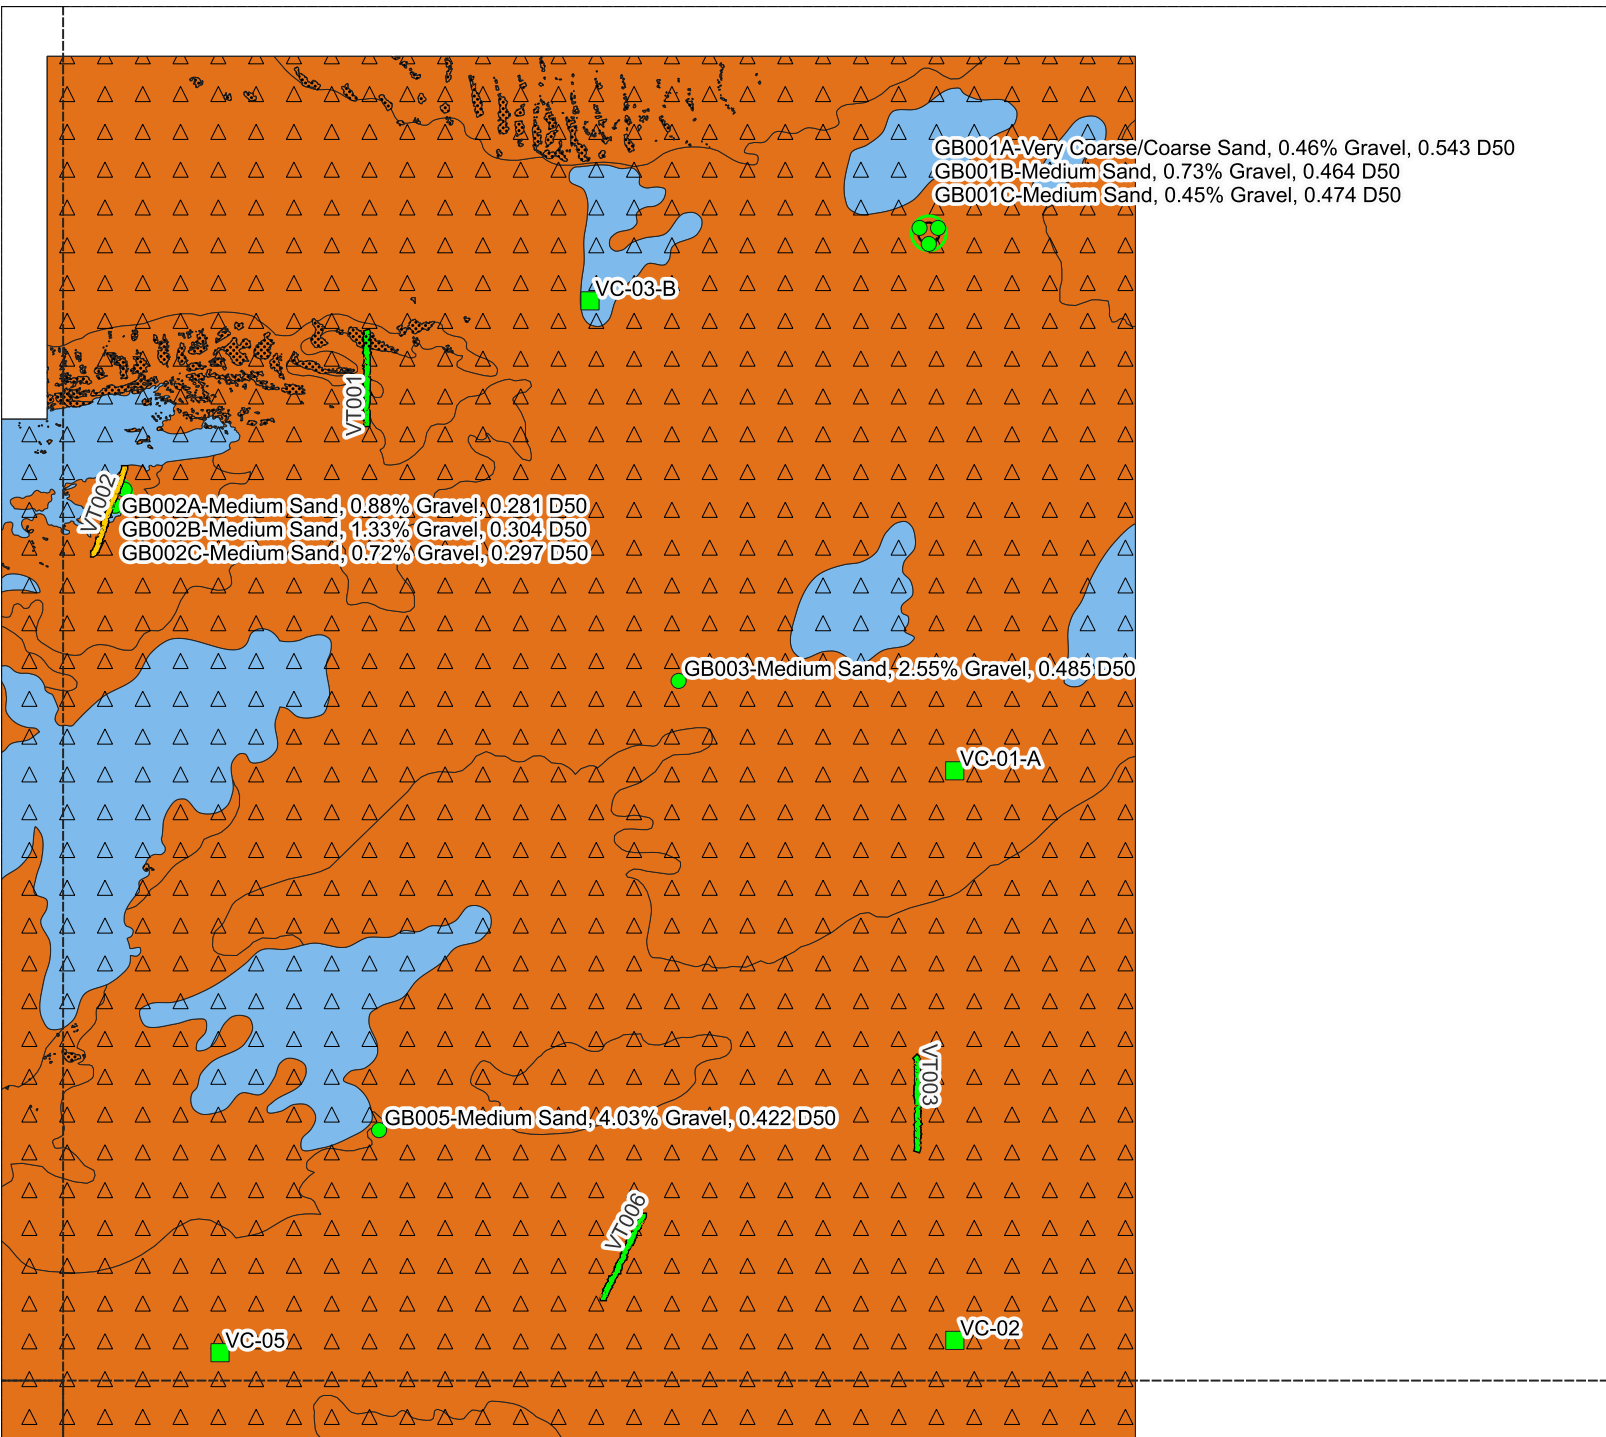 GB001A-Very Coarse/Coarse Sand, 0.46% Gravel, 0.543 D50
GB001B-Medium Sand, 0.73% Gravel, 0.464 D50
GB001C-Medium Sand, 0.45% Gravel, 0.474 D50
VC-03-B
VT001
VT002
GB002A-Medium Sand, 0.88% Gravel, 0.281 D50
GB002B-Medium Sand, 1.33% Gravel, 0.304 D50
GB002C-Medium Sand, 0.72% Gravel, 0.297 D50
GB003-Medium Sand, 2.55% Gravel, 0.485 D50
VC-01-A
VT003
GB005-Medium Sand, 4.03% Gravel, 0.422 D50
VT006
VC-05
VC-02